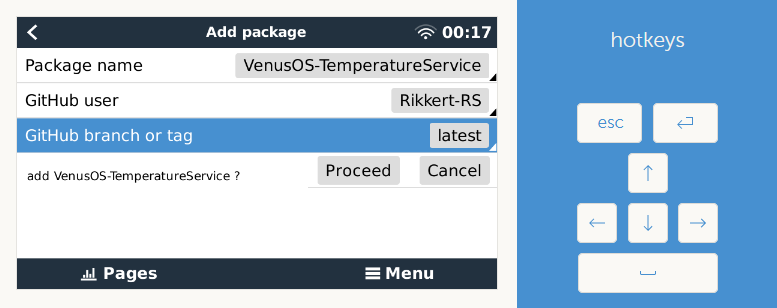 Add package
00:17
Package name
VenusOS-TemperatureService
GitHub user
Rikkert-RS
GitHub branch or tag
latest
add VenusOS-TemperatureService ?
Proceed
Cancel
Pages
Menu
hotkeys
esc